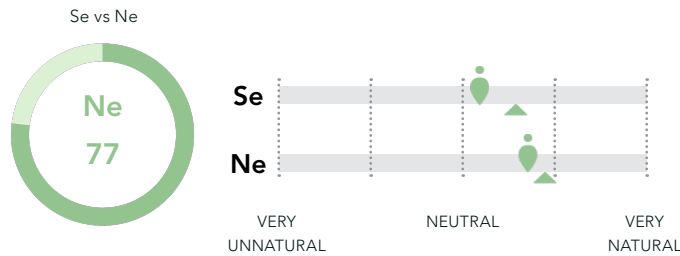 Se vs Ne
Ne
77
Se
Ne
VERY
UNNATURAL
NEUTRAL
VERY
NATURAL